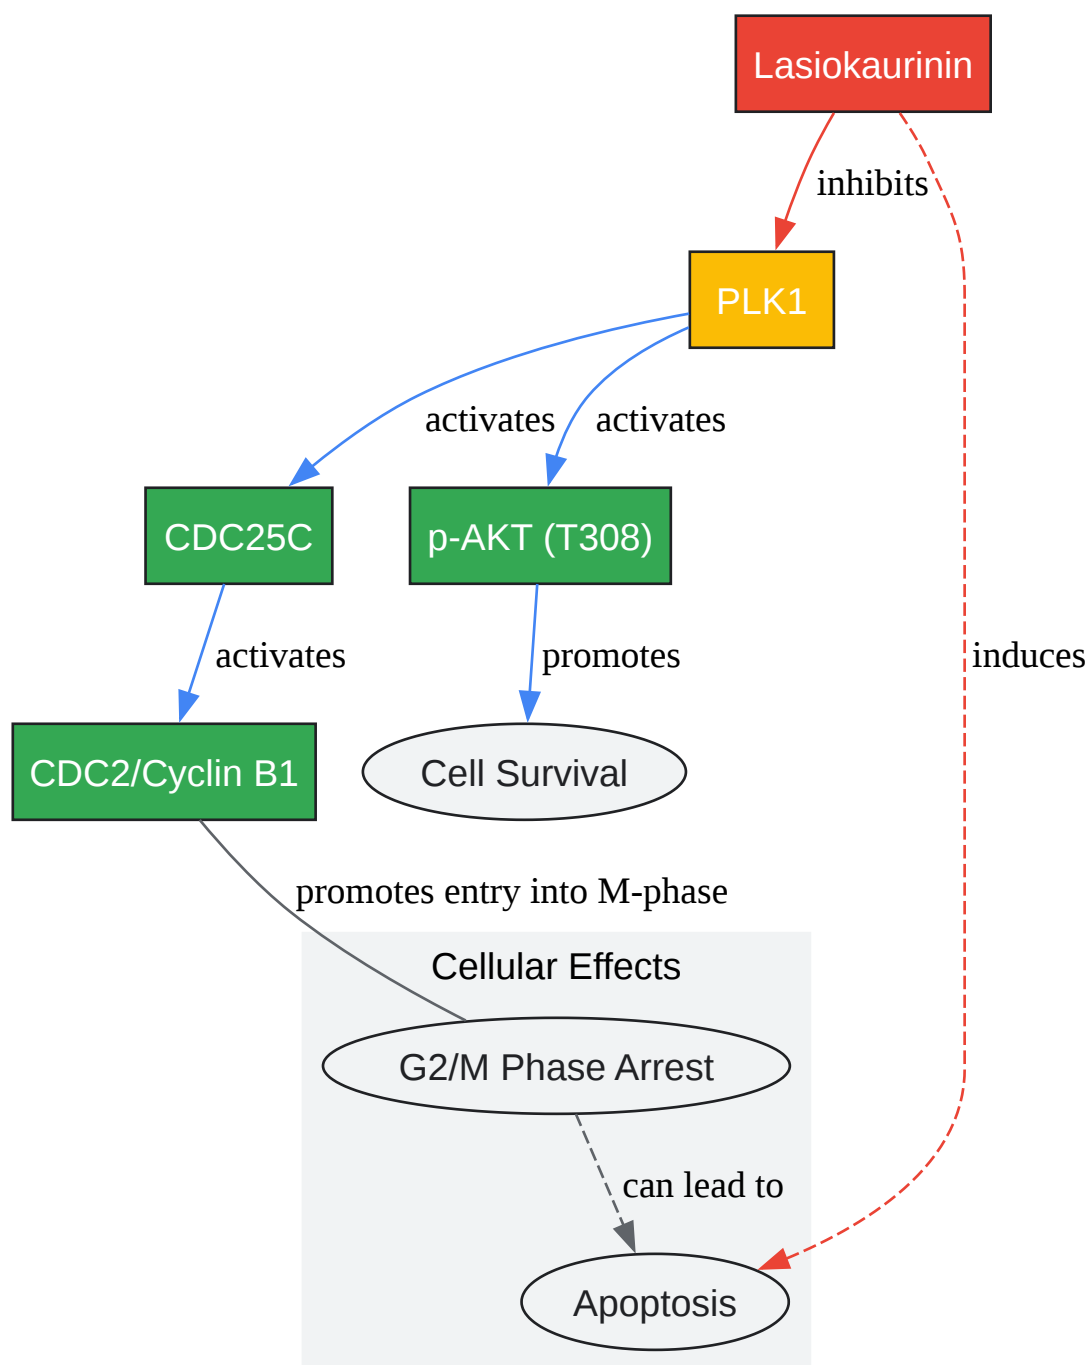 Lasiokaurinin
inhibits
PLK1
activates
activates
CDC25C
p-AKT (T308)
activates
promotes
induces
CDC2/Cyclin B1
Cell Survival
promotes entry into M-phase
Cellular Effects
G2/M Phase Arrest
can lead to
Apoptosis